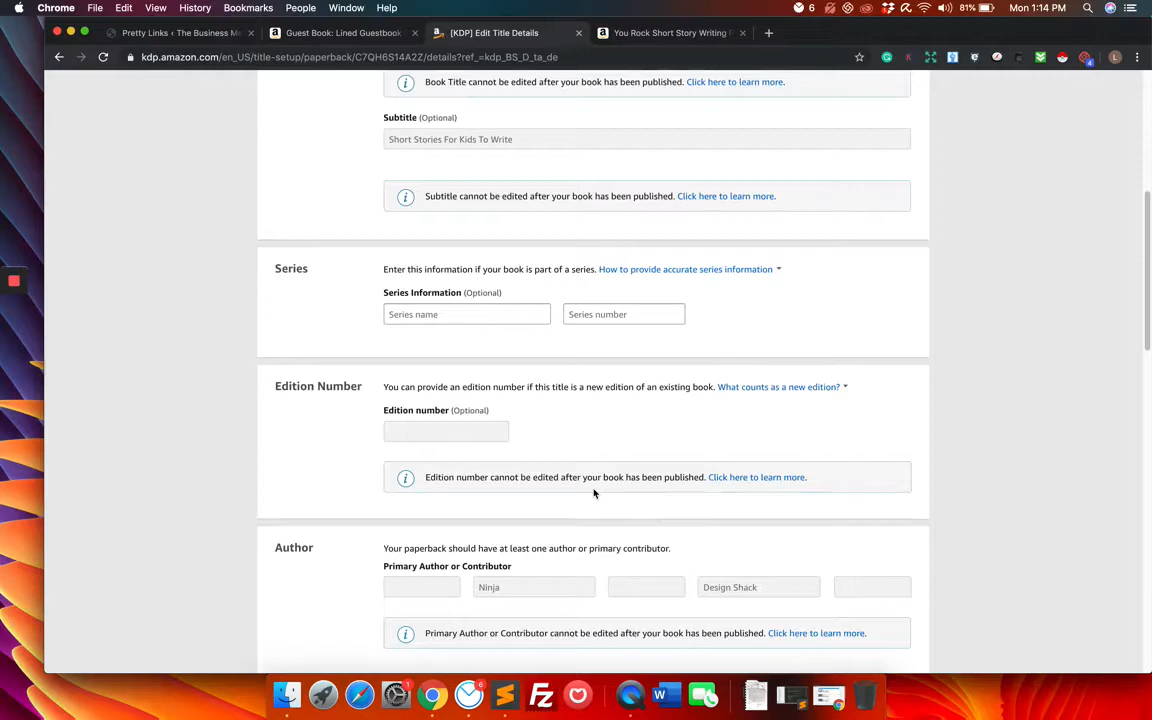 Chrome File Edit View History Bookmarks People Window Help 6 81% Mon 1:14 PM
Pretty Links ‹ The Business Me × Guest Book: Lined Guestbook × [KDP] Edit Title Details × You Rock Short Story Writing P × +
kdp.amazon.com/en_US/title-setup/paperback/C7QH6S14A2Z/details?ref_=kdp_BS_D_ta_de
Book Title cannot be edited after your book has been published. Click here to learn more.
Subtitle (Optional)
Short Stories For Kids To Write
Subtitle cannot be edited after your book has been published. Click here to learn more.
Series
Enter this information if your book is part of a series. How to provide accurate series information
Series Information (Optional)
Series name
Series number
Edition Number
You can provide an edition number if this title is a new edition of an existing book. What counts as a new edition?
Edition number (Optional)
Edition number cannot be edited after your book has been published. Click here to learn more.
Author
Your paperback should have at least one author or primary contributor.
Primary Author or Contributor
Ninja
Design Shack
Primary Author or Contributor cannot be edited after your book has been published. Click here to learn more.